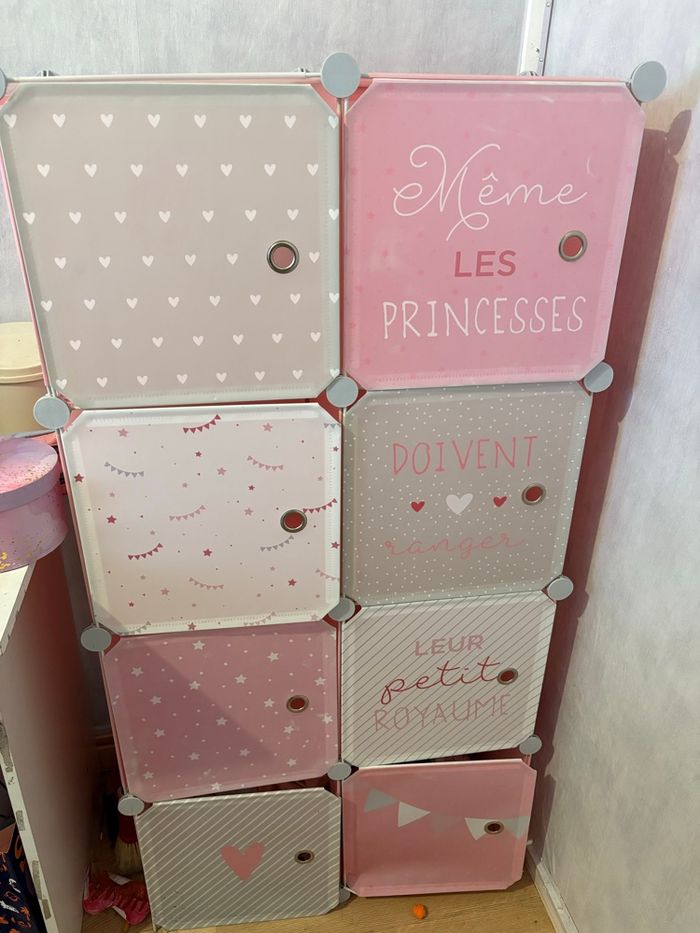 Même
LES
PRINCESSES
DOIVENT
ranger
LEUR
petit
ROYAUME